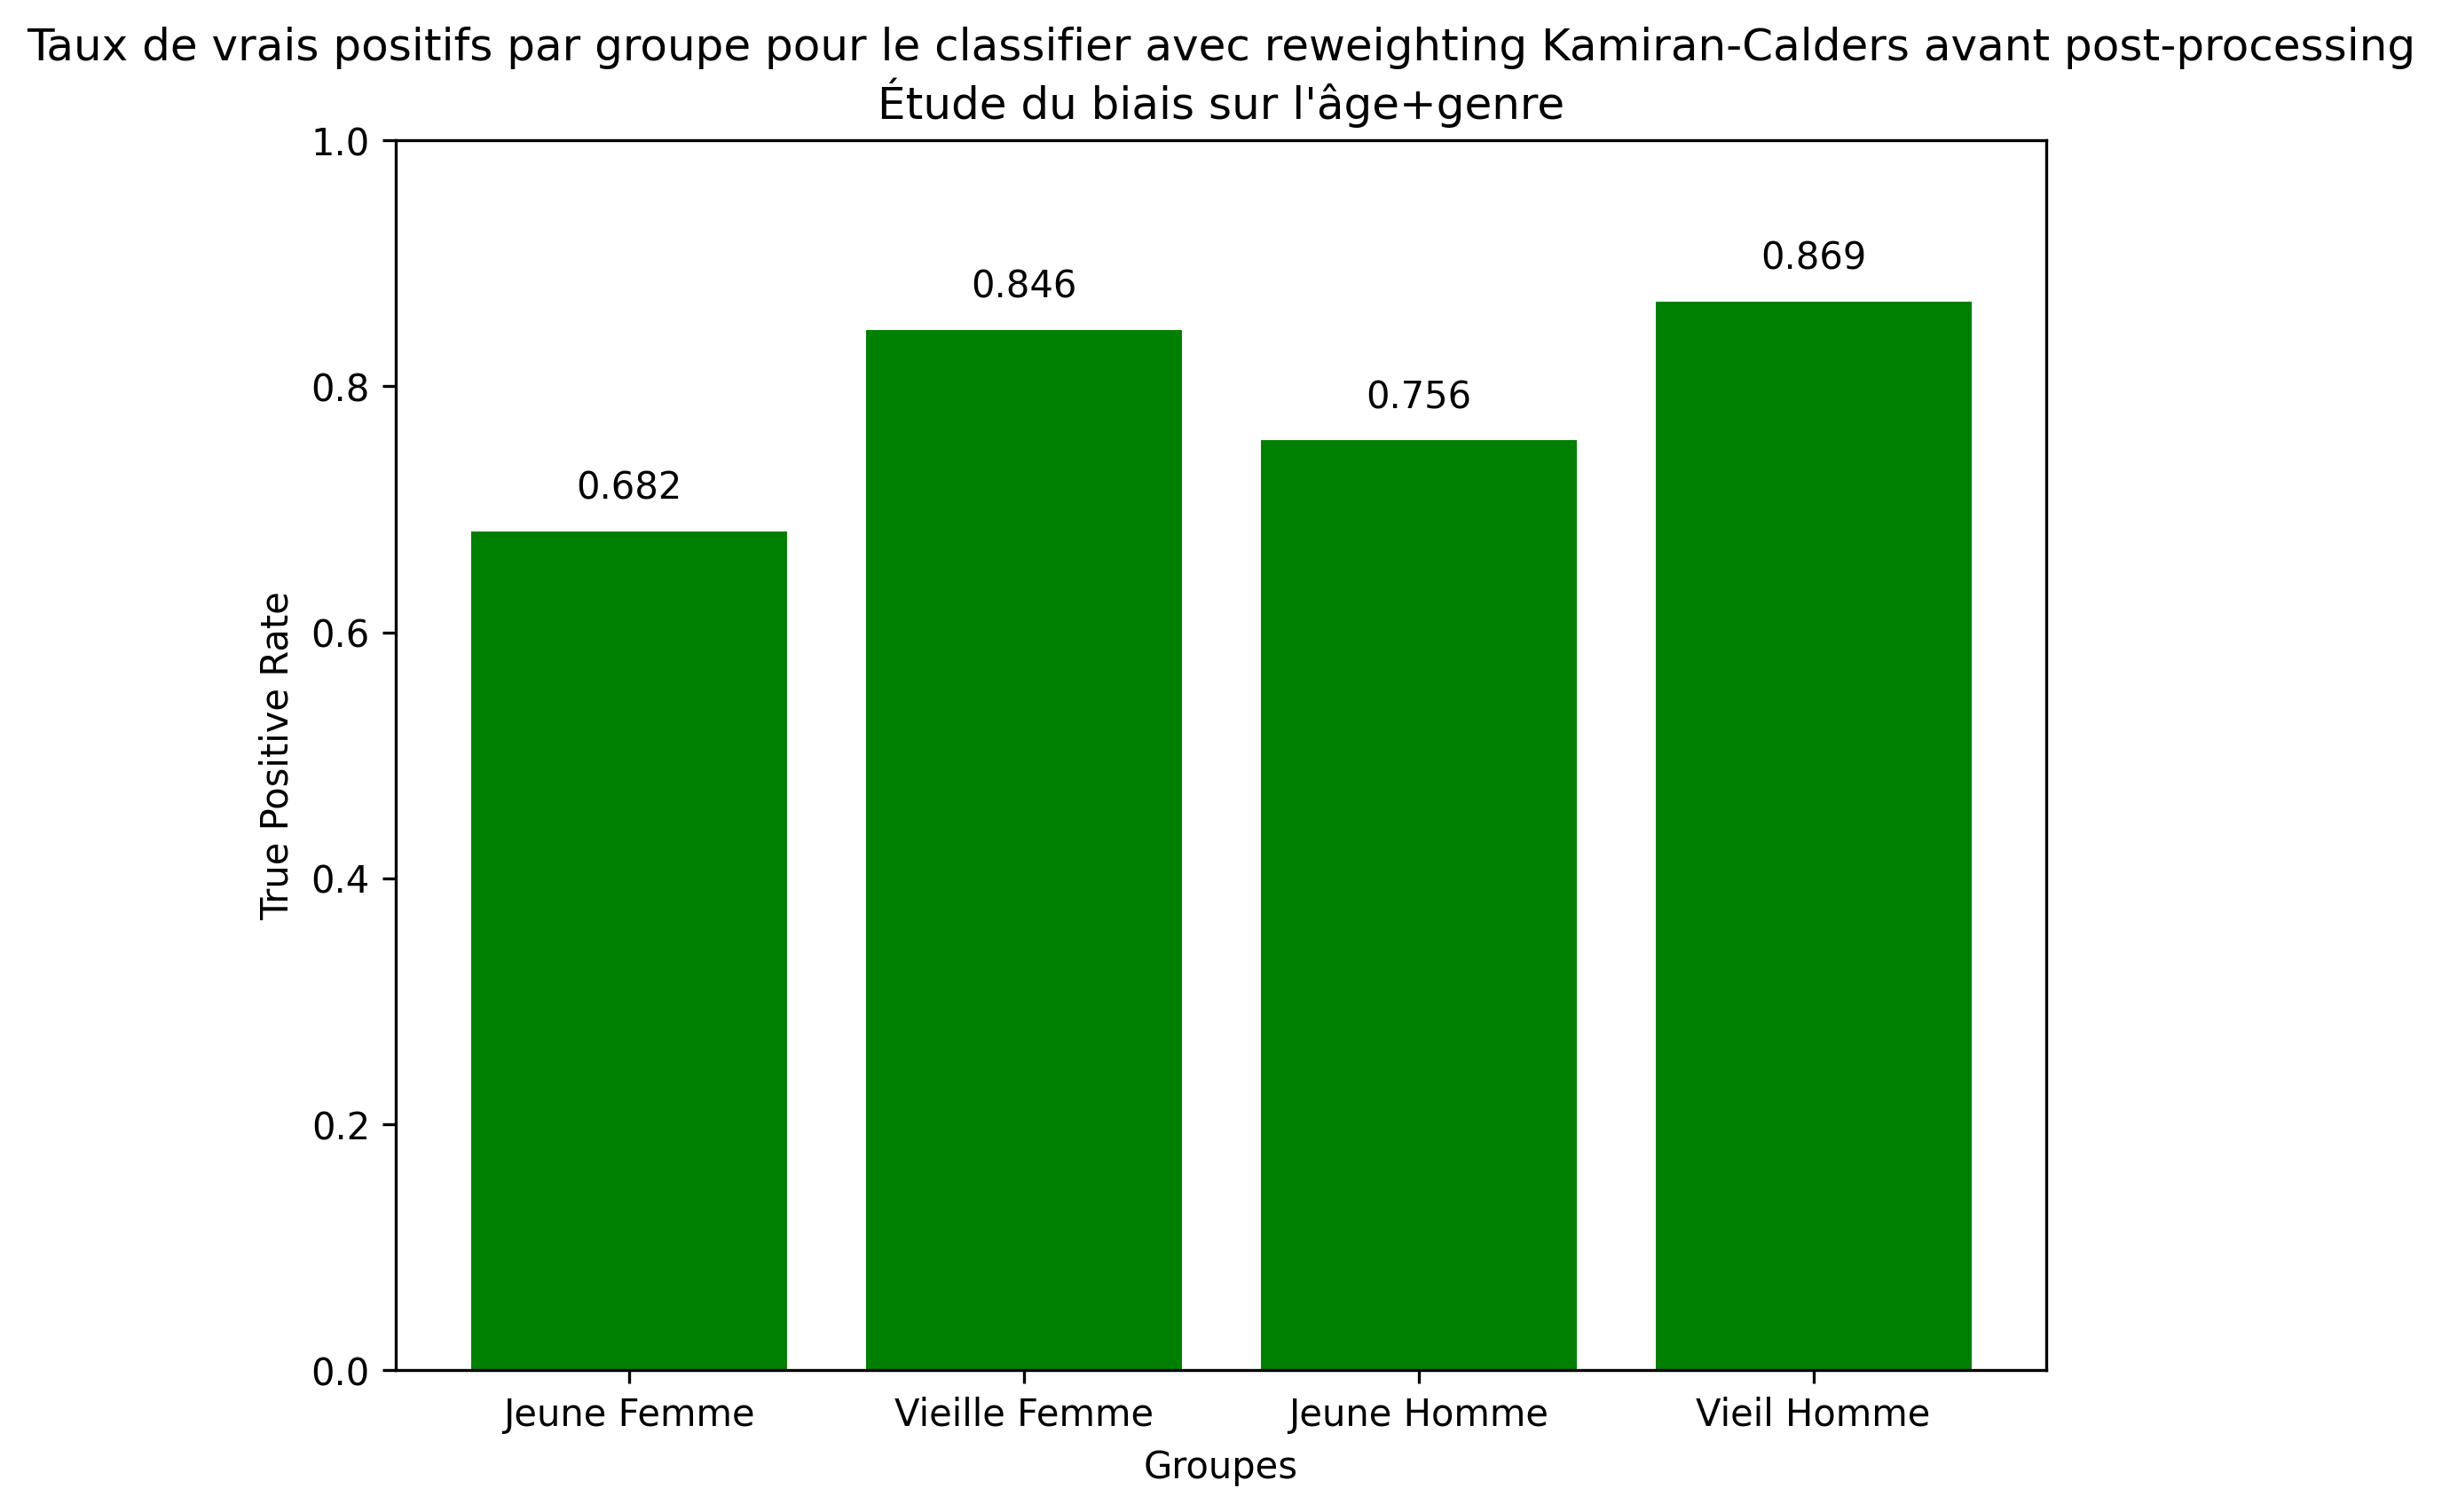 Taux de vrais positifs par groupe pour le classifier avec reweighting Kamiran-Calders avant post-processing
Étude du biais sur l'âge+genre
1.0
0.8
0.6
0.4
0.2
0.0
True Positive Rate
0.682
0.846
0.756
0.869
Jeune Femme
Vieille Femme
Jeune Homme
Vieil Homme
Groupes